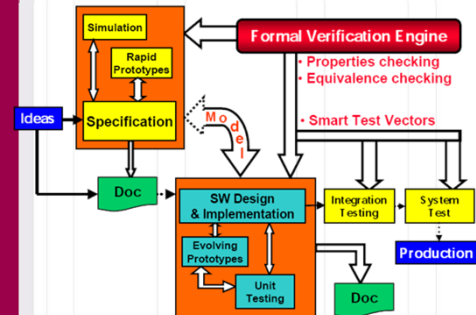 Simulation
Formal Verification Engine
Rapid
Prototypes
• Properties checking
• Equivalence checking
Ideas
Specification
Model
• Smart Test Vectors
Doc
SW Design
& Implementation
Integration
Testing
System
Test
Evolving
Prototypes
Production
Unit
Testing
Doc